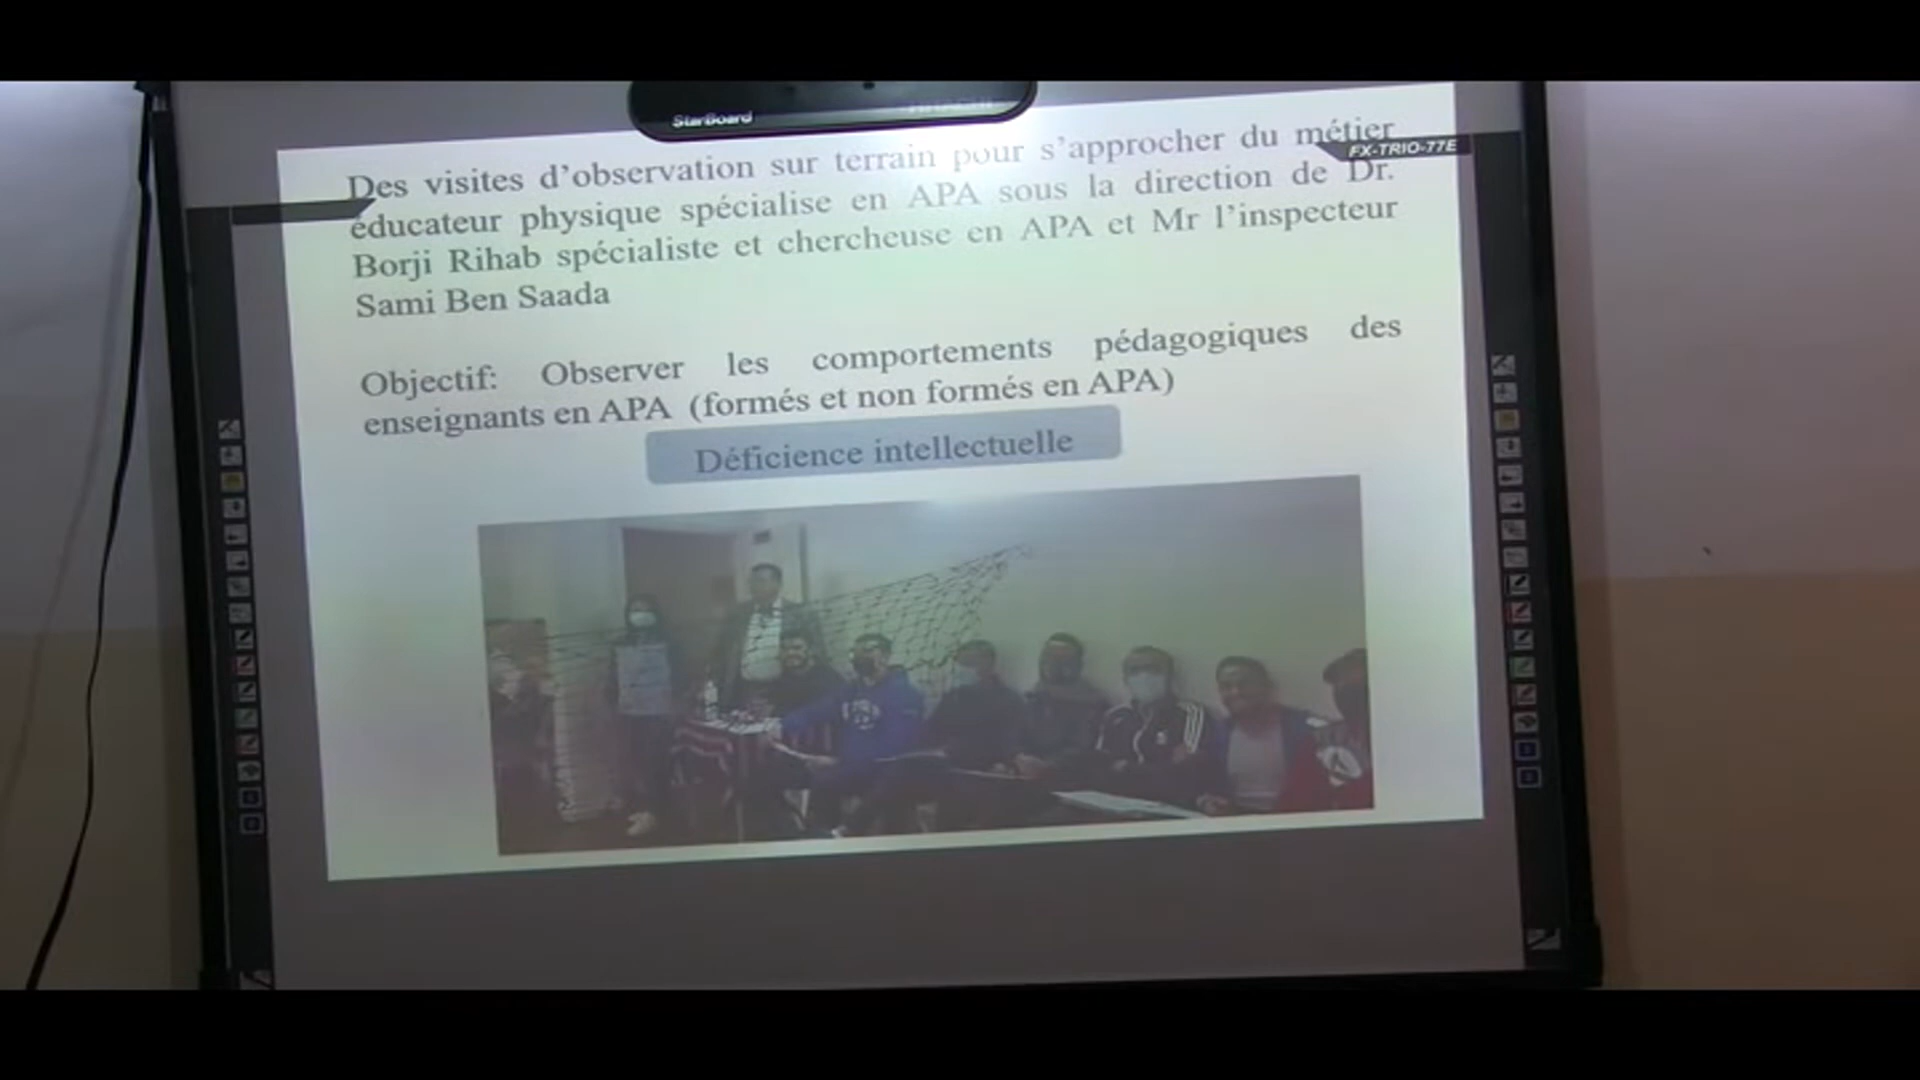 StarBoard
FX-TRIO-77E
Des visites d'observation sur terrain pour s'approcher du métier
éducateur physique spécialise en APA sous la direction de Dr.
Borji Rihab spécialiste et chercheuse en APA et Mr l'inspecteur
Sami Ben Saada
Objectif: Observer les comportements pédagogiques des
enseignants en APA (formés et non formés en APA)
Déficience intellectuelle